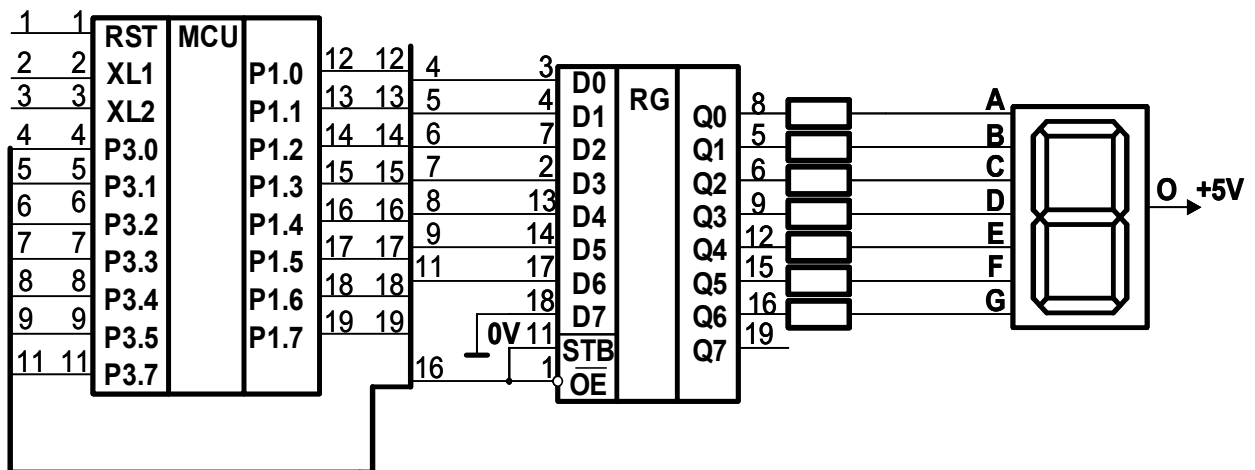 1 1 RST MCU
2 2 XL1 P1.0 12 12
3 3 XL2 P1.1 13 13
4 4 P3.0 P1.2 14 14
5 5 P3.1 P1.3 15 15
6 6 P3.2 P1.4 16 16
7 7 P3.3 P1.5 17 17
8 8 P3.4 P1.6 18 18
9 9 P3.5 P1.7 19 19
11 11 P3.7
4 3 D0 RG
5 4 D1 Q0 8 A
6 7 D2 Q1 5 B
7 2 D3 Q2 6 C
8 13 D4 Q3 9 D
9 14 D5 Q4 12 E
11 17 D6 Q5 15 F
18 D7 Q6 16 G
0V 11 STB Q7 19
16 1 OE
O +5V